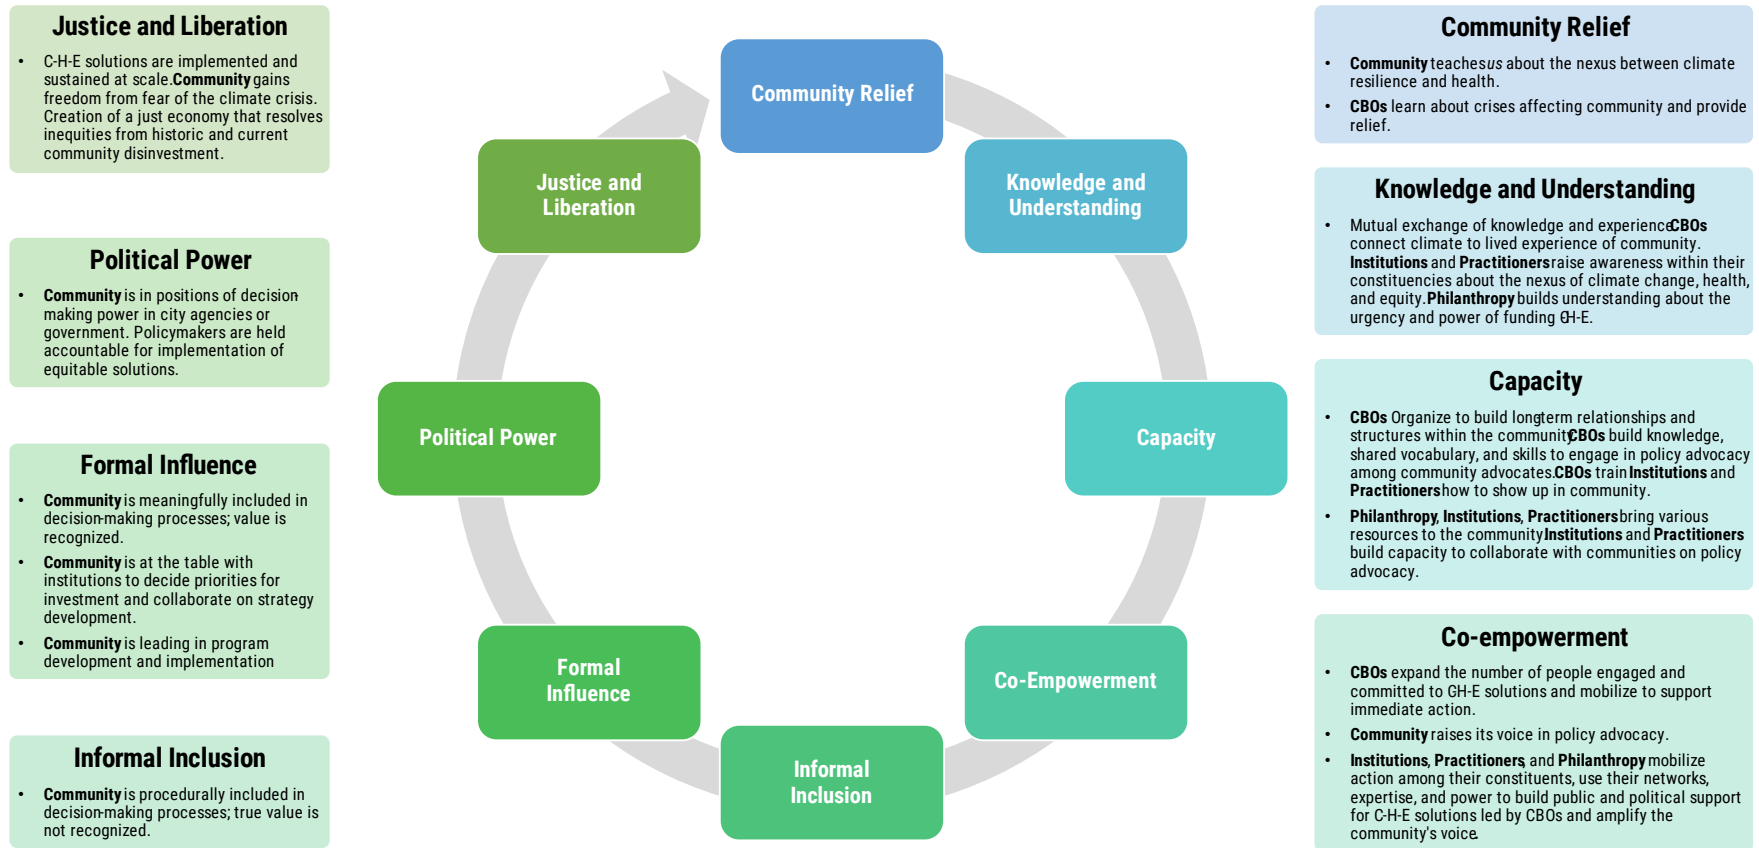 Justice and Liberation
• C-H-E solutions are implemented and
sustained at scale. Community gains
freedom from fear of the climate crisis.
Creation of a just economy that resolves
inequities from historic and current
community disinvestment.
Political Power
• Community is in positions of decision-
making power in city agencies or
government. Policymakers are held
accountable for implementation of
equitable solutions.
Formal Influence
• Community is meaningfully included in
decision-making processes; value is
recognized.
• Community is at the table with
institutions to decide priorities for
investment and collaborate on strategy
development.
• Community is leading in program
development and implementation
Informal Inclusion
• Community is procedurally included in
decision-making processes; true value is
not recognized.
Community Relief
Knowledge and
Understanding
Capacity
Co-Empowerment
Informal
Inclusion
Formal
Influence
Political Power
Justice and
Liberation
Community Relief
• Community teaches us about the nexus between climate
resilience and health.
• CBOs learn about crises affecting community and provide
relief.
Knowledge and Understanding
• Mutual exchange of knowledge and experience. CBOs
connect climate to lived experience of community.
Institutions and Practitioners raise awareness within their
constituencies about the nexus of climate change, health,
and equity. Philanthropy builds understanding about the
urgency and power of funding C-H-E.
Capacity
• CBOs Organize to build long-term relationships and
structures within the community. CBOs build knowledge,
shared vocabulary, and skills to engage in policy advocacy
among community advocates. CBOs train Institutions and
Practitioners how to show up in community.
• Philanthropy, Institutions, Practitioners bring various
resources to the community. Institutions and Practitioners
build capacity to collaborate with communities on policy
advocacy.
Co-empowerment
• CBOs expand the number of people engaged and
committed to C-H-E solutions and mobilize to support
immediate action.
• Community raises its voice in policy advocacy.
• Institutions, Practitioners, and Philanthropy mobilize
action among their constituents, use their networks,
expertise, and power to build public and political support
for C-H-E solutions led by CBOs and amplify the
community's voice.